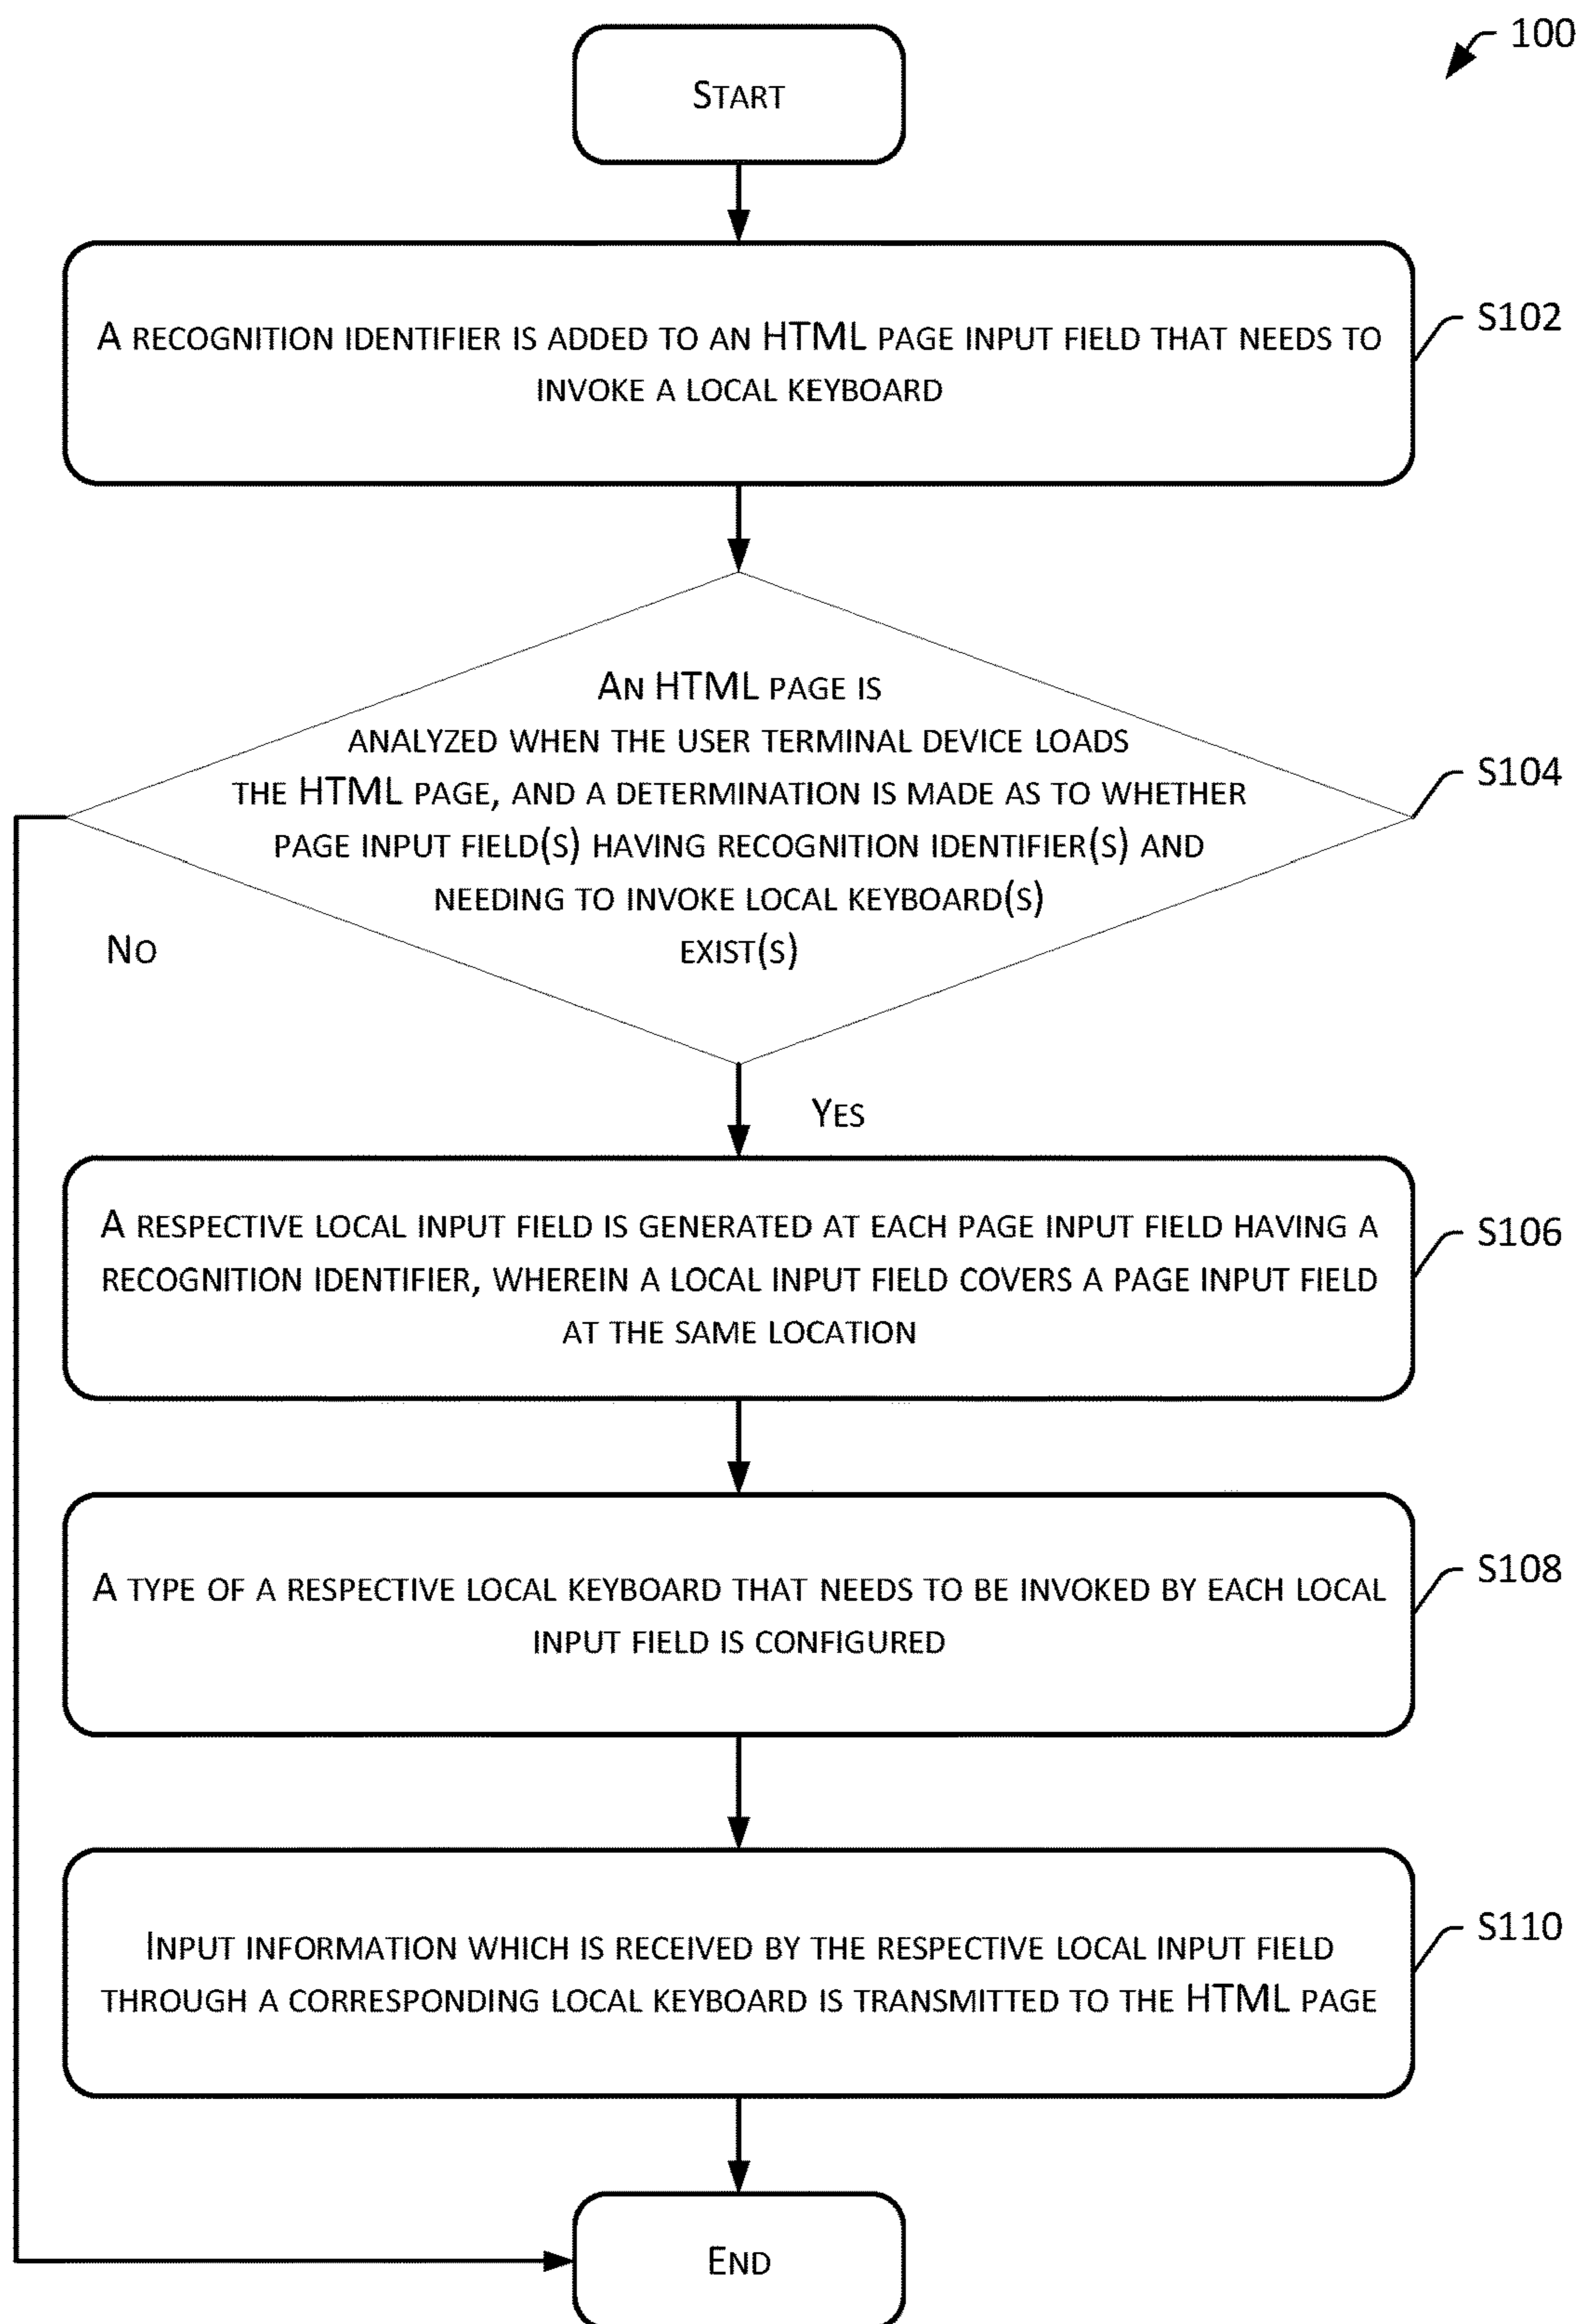 100
START
A RECOGNITION IDENTIFIER IS ADDED TO AN HTML PAGE INPUT FIELD THAT NEEDS TO
INVOKE A LOCAL KEYBOARD
S102
AN HTML PAGE IS
ANALYZED WHEN THE USER TERMINAL DEVICE LOADS
THE HTML PAGE, AND A DETERMINATION IS MADE AS TO WHETHER
PAGE INPUT FIELD(S) HAVING RECOGNITION IDENTIFIER(S) AND
NEEDING TO INVOKE LOCAL KEYBOARD(S)
EXIST(S)
S104
NO
YES
A RESPECTIVE LOCAL INPUT FIELD IS GENERATED AT EACH PAGE INPUT FIELD HAVING A
RECOGNITION IDENTIFIER, WHEREIN A LOCAL INPUT FIELD COVERS A PAGE INPUT FIELD
AT THE SAME LOCATION
S106
A TYPE OF A RESPECTIVE LOCAL KEYBOARD THAT NEEDS TO BE INVOKED BY EACH LOCAL
INPUT FIELD IS CONFIGURED
S108
INPUT INFORMATION WHICH IS RECEIVED BY THE RESPECTIVE LOCAL INPUT FIELD
THROUGH A CORRESPONDING LOCAL KEYBOARD IS TRANSMITTED TO THE HTML PAGE
S110
END